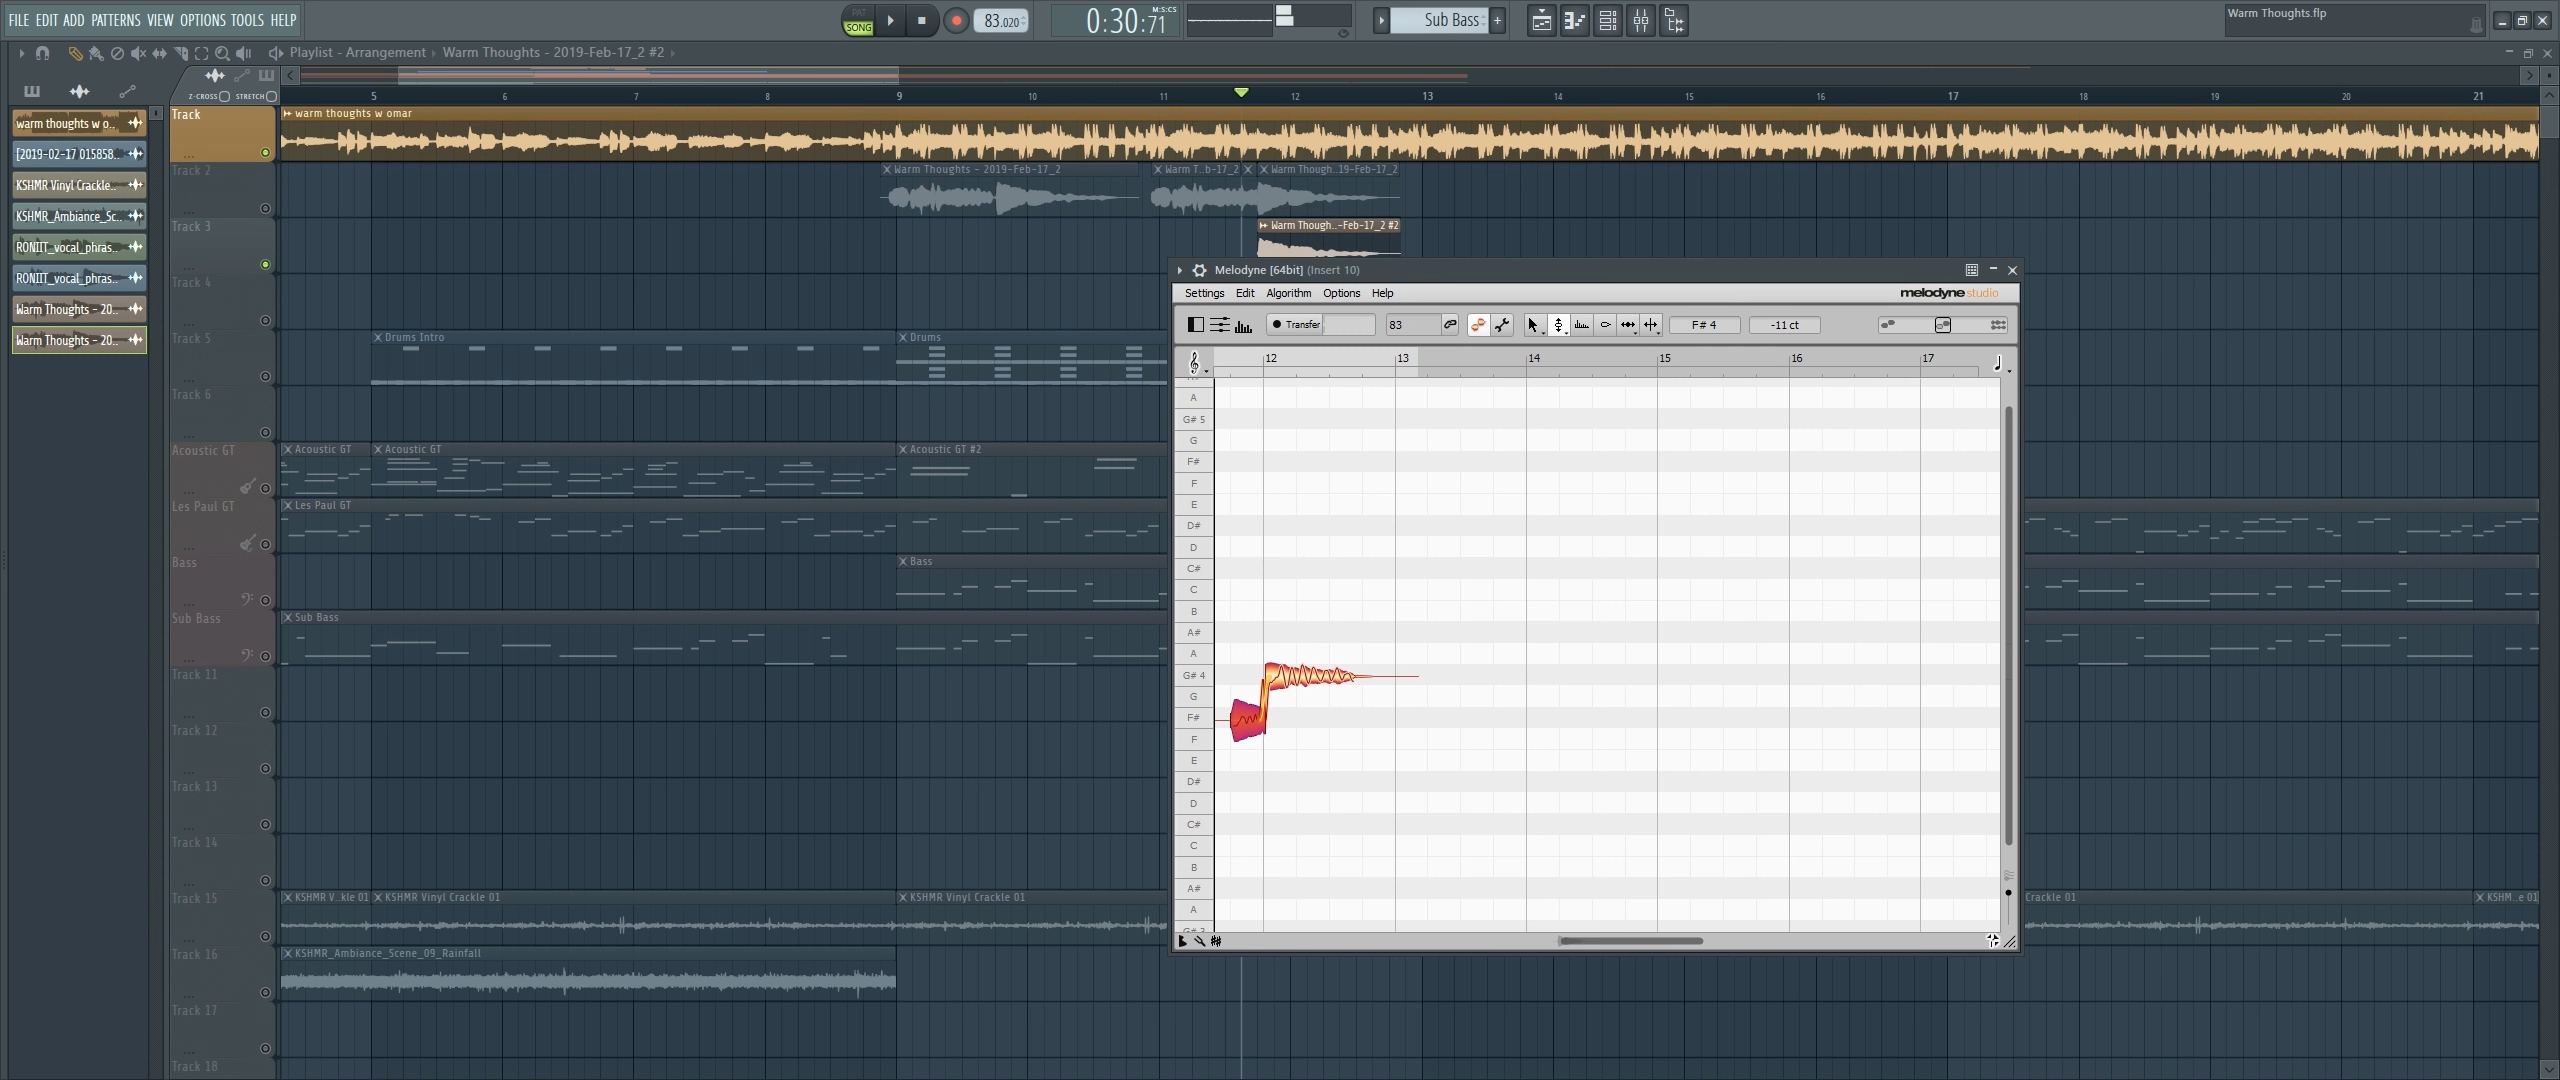 FILE EDIT ADD PATTERNS VIEW OPTIONS TOOLS HELP
PAT
SONG
83.020
M:S:CS
0:30:71
Sub Bass
Warm Thoughts.flp
Playlist - Arrangement › Warm Thoughts - 2019-Feb-17_2 #2 ›
Z-CROSS STRETCH
5 6 7 8 9 10 11 12 13 14 15 16 17 18 19 20 21
warm thoughts w o..
[2019-02-17 015858..
KSHMR Vinyl Crackle..
KSHMR_Ambiance_Sc..
RONIIT_vocal_phras..
RONIIT_vocal_phras..
Warm Thoughts - 20..
Warm Thoughts - 20..
Track
warm thoughts w omar
Track 2
Warm Thoughts - 2019-Feb-17_2
Warm T..b-17_2
Warm Though..19-Feb-17_2
Track 3
Warm Though..-Feb-17_2 #2
Track 4
Track 5
Drums Intro
Drums
Track 6
Acoustic GT
Acoustic GT
Acoustic GT
Acoustic GT #2
Les Paul GT
Les Paul GT
Bass
Bass
Sub Bass
Sub Bass
Track 11
Track 12
Track 13
Track 14
Track 15
KSHMR V..kle 01
KSHMR Vinyl Crackle 01
KSHMR Vinyl Crackle 01
Crackle 01
KSHM..e 01
Track 16
KSHMR_Ambiance_Scene_09_Rainfall
Track 17
Track 18
Melodyne [64bit] (Insert 10)
Settings Edit Algorithm Options Help
melodyne studio
Transfer
83
F# 4
-11 ct
12 13 14 15 16 17
A
G# 5
G
F#
F
E
D#
D
C#
C
B
A#
A
G# 4
G
F#
F
E
D#
D
C#
C
B
A#
A
G# 3